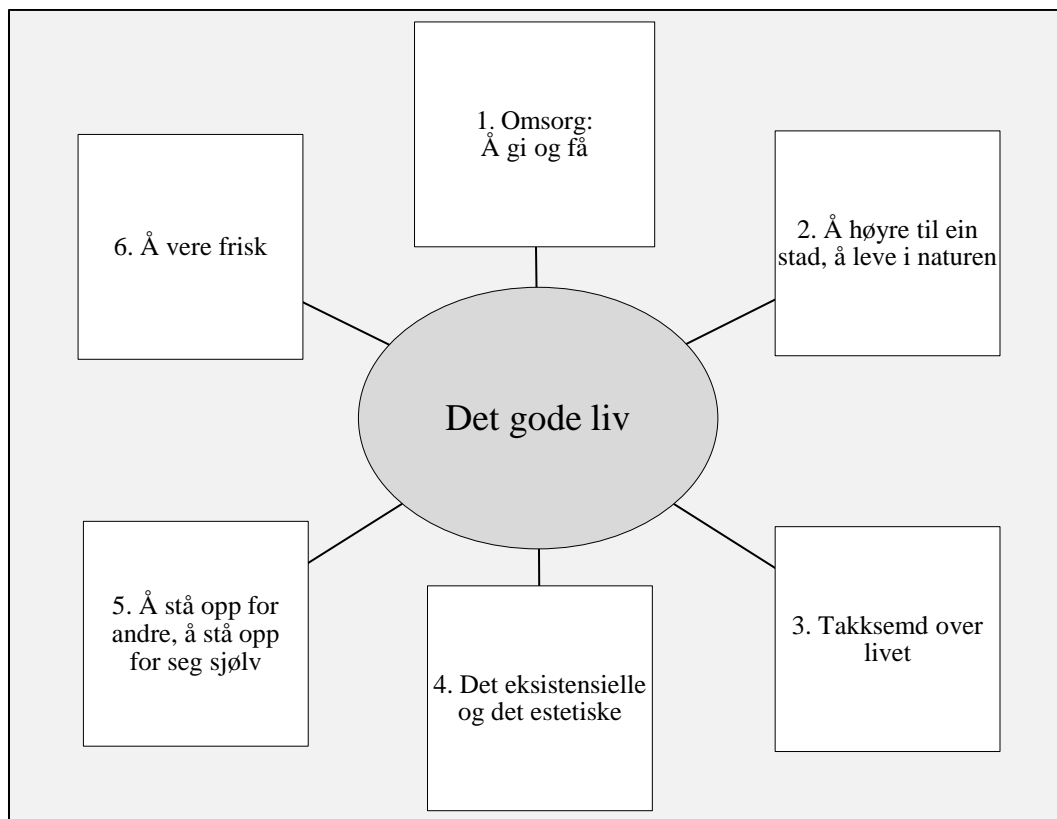 1. Omsorg:
Å gi og få
2. Å høyre til ein
stad, å leve i naturen
3. Takksemd over
livet
4. Det eksistensielle
og det estetiske
5. Å stå opp for
andre, å stå opp
for seg sjølv
6. Å vere frisk
Det gode liv